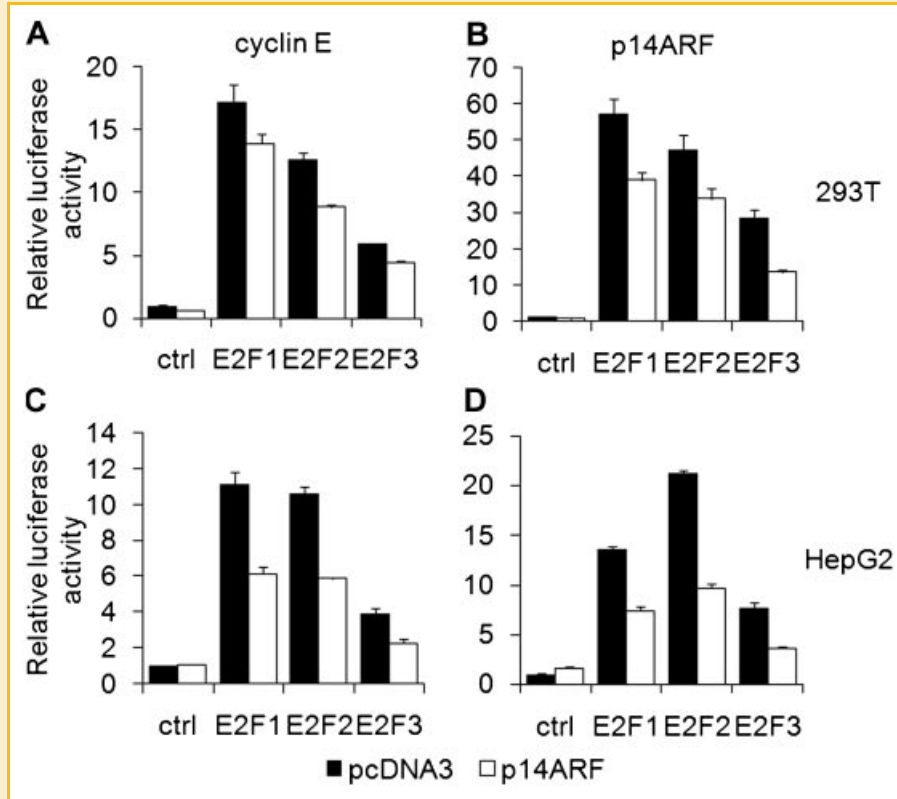 A
cyclin E
B
p14ARF
Relative luciferase
activity
20
15
10
5
0
ctrl E2F1 E2F2 E2F3
70
60
50
40
30
20
10
0
ctrl E2F1 E2F2 E2F3
293T
C
D
Relative luciferase
activity
14
12
10
8
6
4
2
0
ctrl E2F1 E2F2 E2F3
25
20
15
10
5
0
ctrl E2F1 E2F2 E2F3
HepG2
pcDNA3 p14ARF